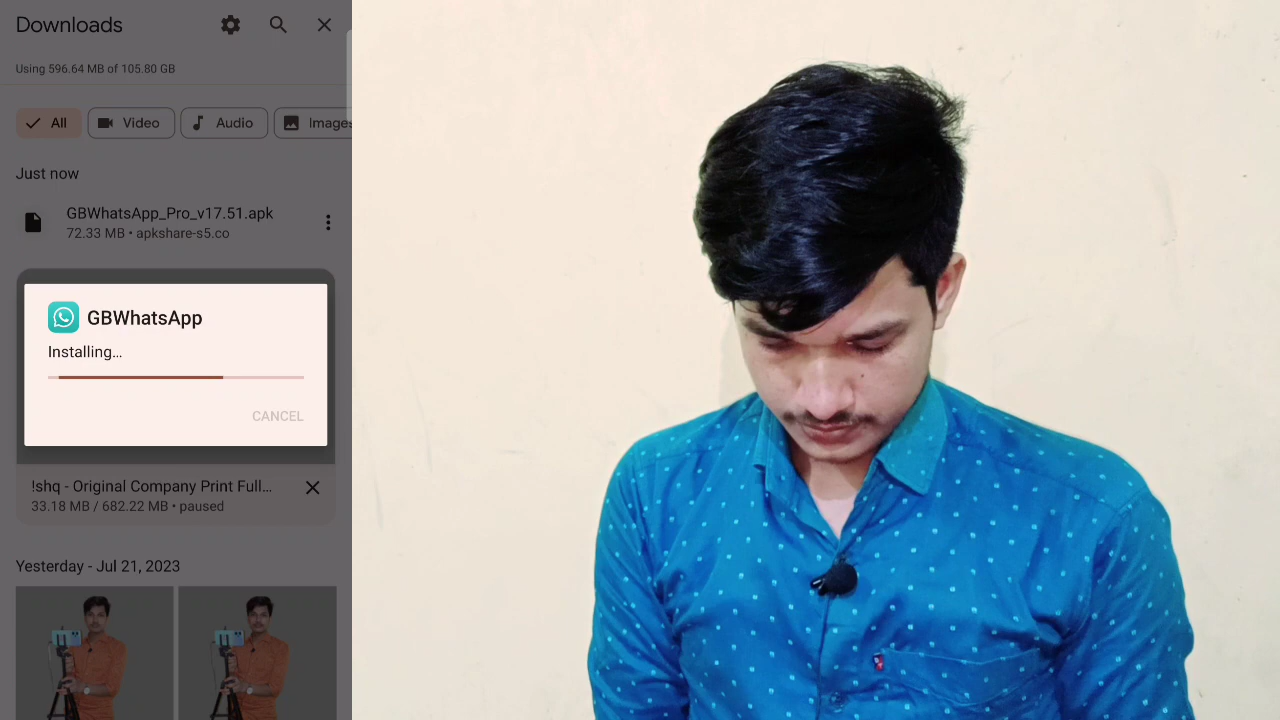 Downloads
Using 596.64 MB of 105.80 GB
All
Video
Audio
Images
Just now
GBWhatsApp_Pro_v17.51.apk
72.33 MB • apkshare-s5.co
GBWhatsApp
Installing...
CANCEL
!shq - Original Company Print Full...
33.18 MB / 682.22 MB • paused
Yesterday - Jul 21, 2023